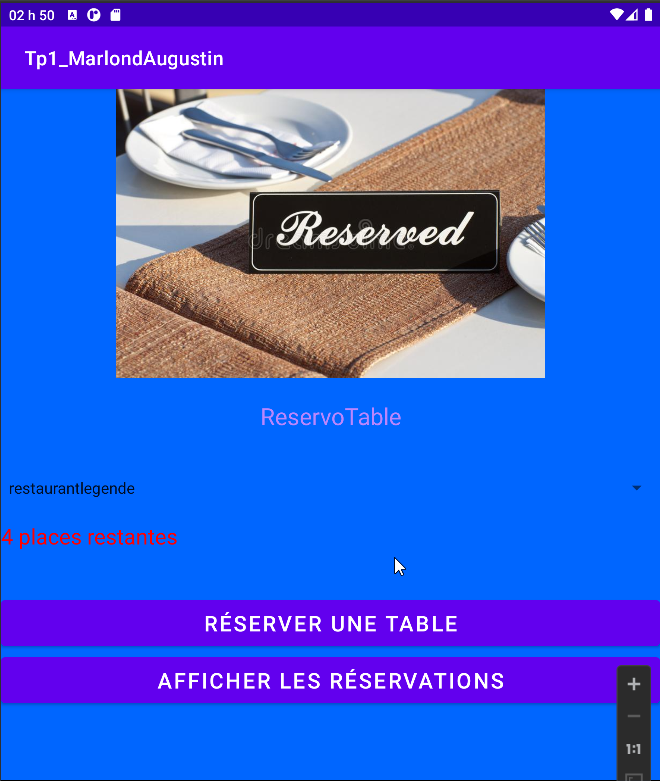 02 h 50
Tp1_MarlondAugustin
Reserved
ReservoTable
restaurantlegende
4 places restantes
RÉSERVER UNE TABLE
AFFICHER LES RÉSERVATIONS
1:1